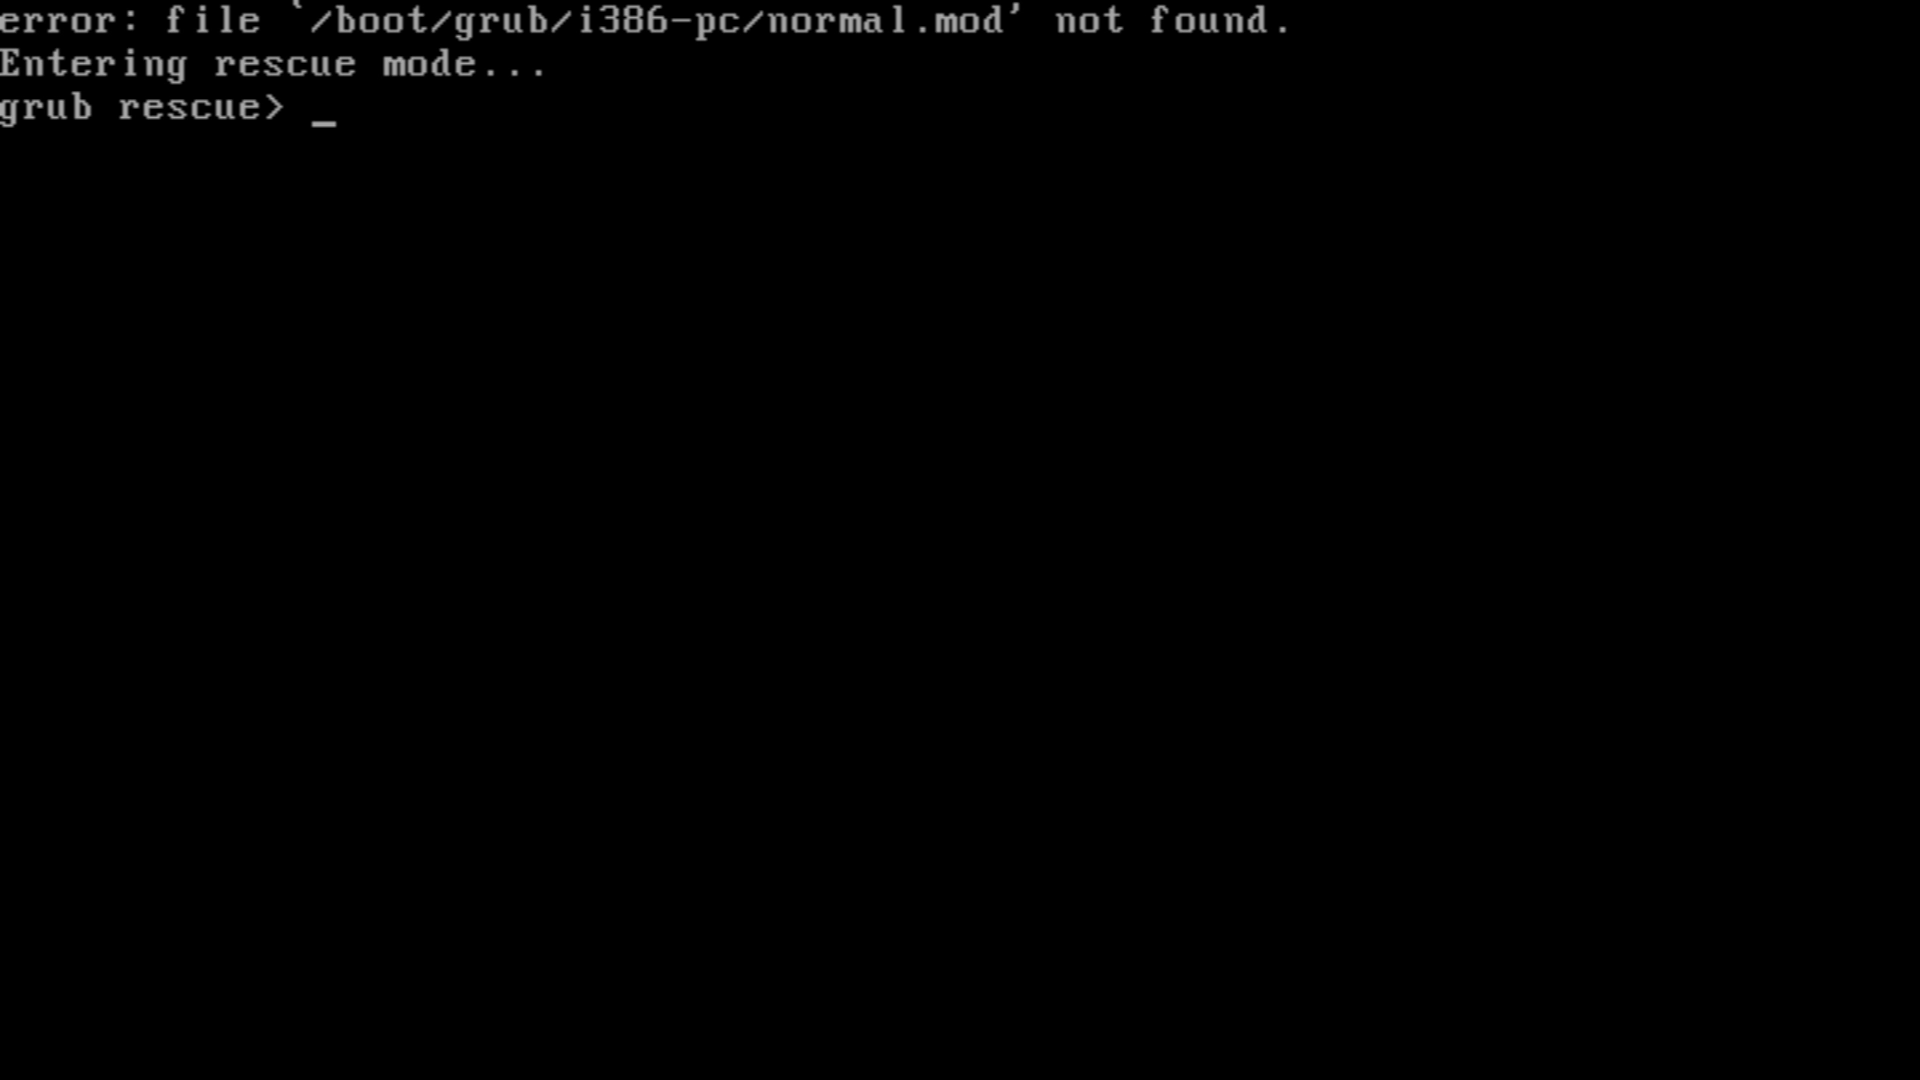 error: file `/boot/grub/i386-pc/normal.mod' not found.
Entering rescue mode...
grub rescue> _